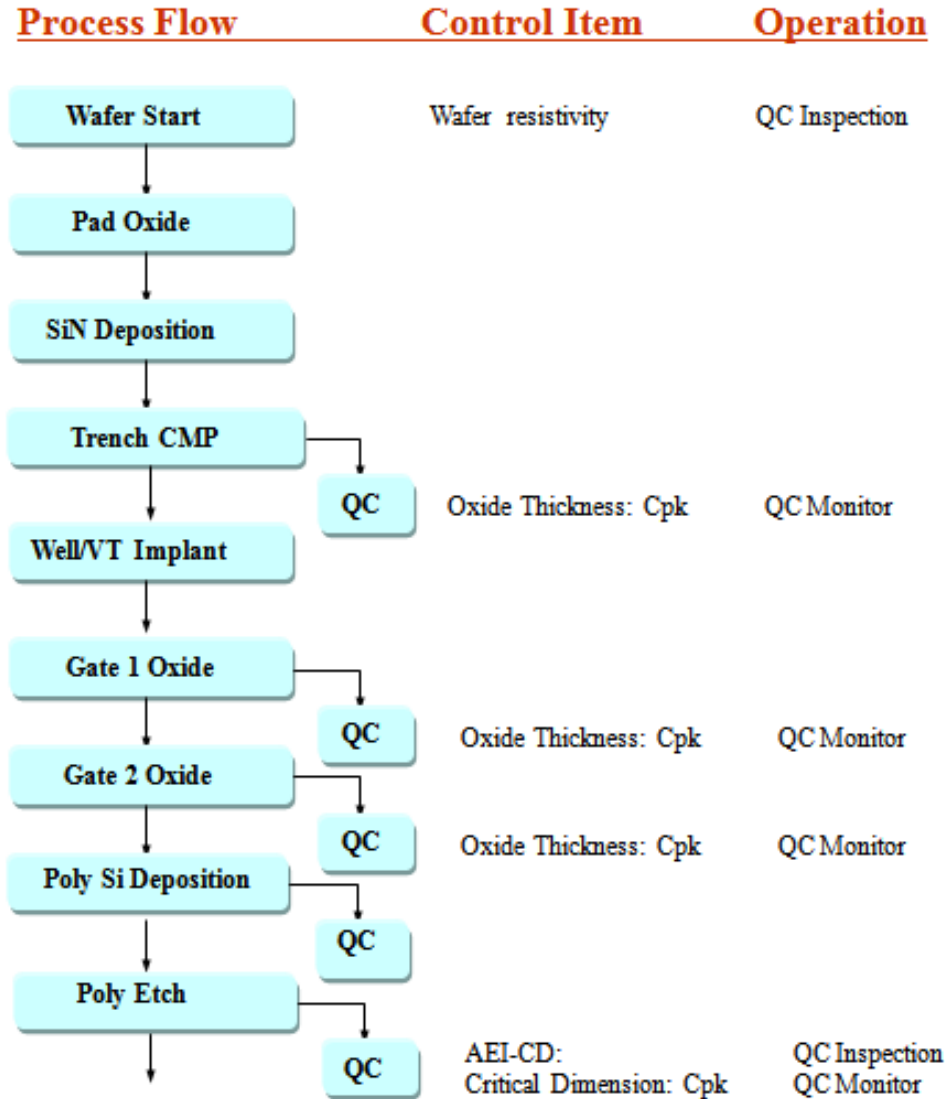 Process Flow Control Item Operation
Wafer Start Wafer resistivity QC Inspection
Pad Oxide
SiN Deposition
Trench CMP
QC Oxide Thickness: Cpk QC Monitor
Well/VT Implant
Gate 1 Oxide
QC Oxide Thickness: Cpk QC Monitor
Gate 2 Oxide
QC Oxide Thickness: Cpk QC Monitor
Poly Si Deposition
QC
Poly Etch
QC AEI-CD: QC Inspection
Critical Dimension: Cpk QC Monitor